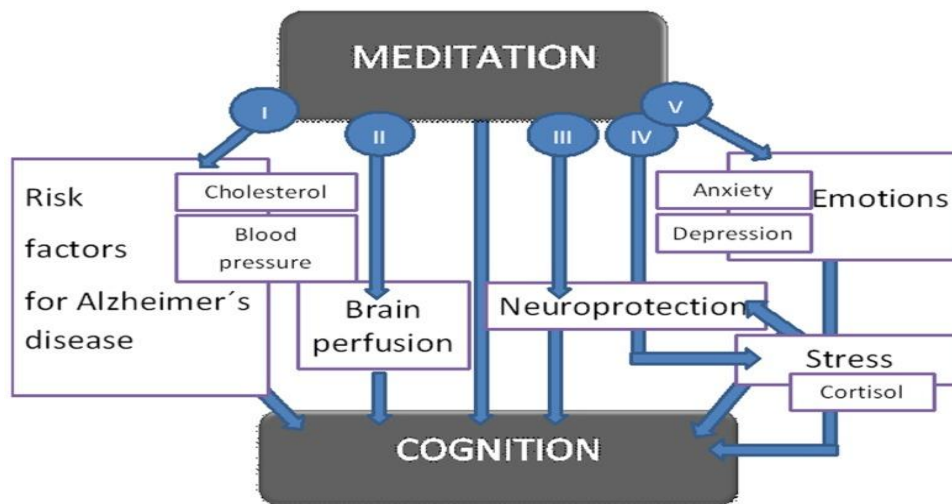 MEDITATION
I
II
III
IV
V
Risk
factors
for Alzheimer´s
disease
Cholesterol
Blood
pressure
Brain
perfusion
Neuroprotection
Anxiety
Depression
Emotions
Stress
Cortisol
COGNITION